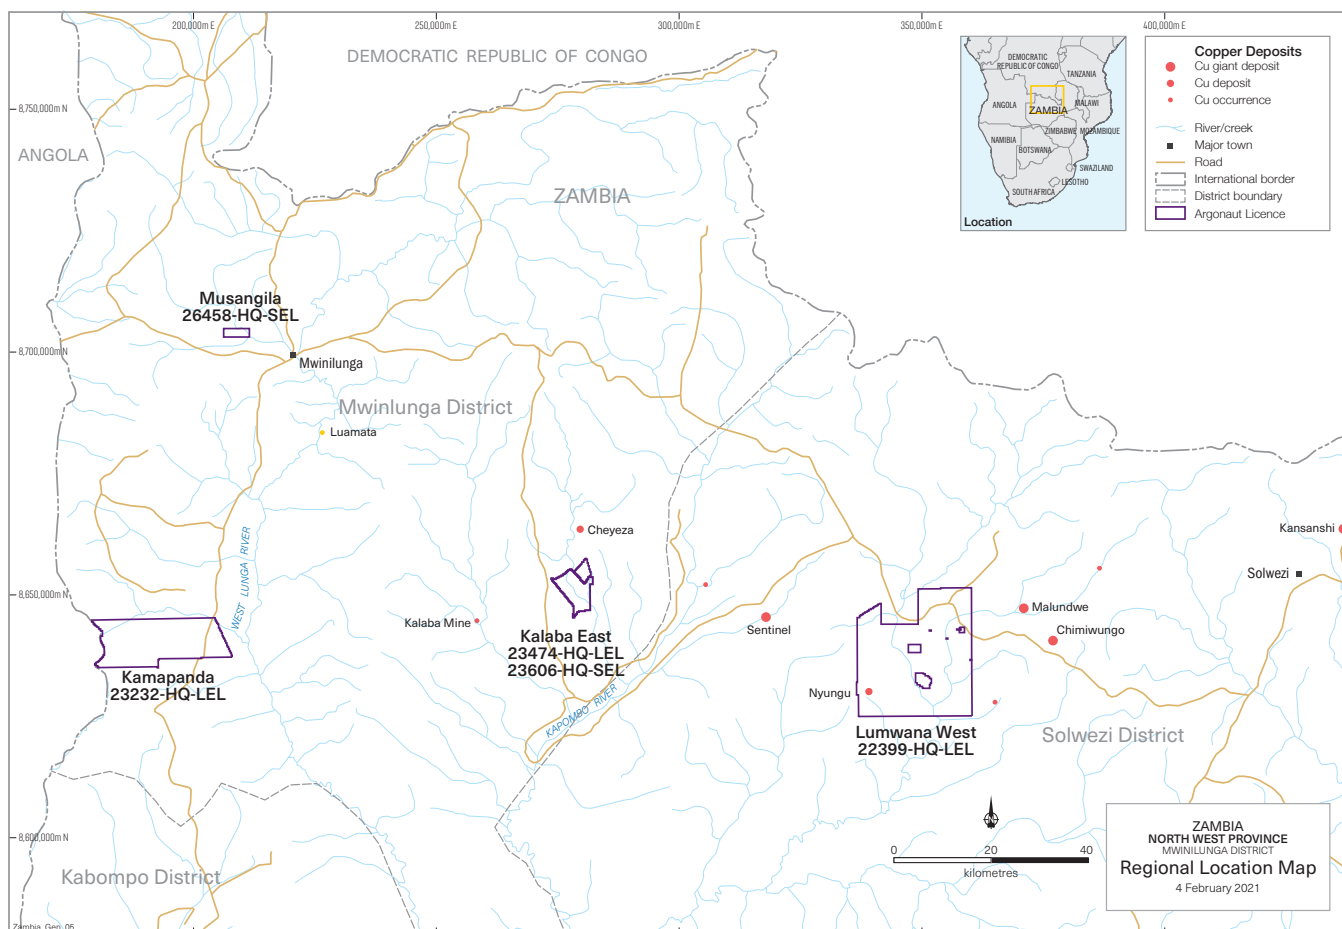 200,000m E
250,000m E
300,000m E
350,000m E
400,000m E
8,750,000m N
8,700,000m N
8,650,000m N
8,600,000m N
DEMOCRATIC REPUBLIC OF CONGO
ANGOLA
ZAMBIA
Musangila
26458-HQ-SEL
Mwinilunga
Mwinlunga District
Luamata
WEST LUNGA RIVER
Cheyeza
Kalaba Mine
Kalaba East
23474-HQ-LEL
23606-HQ-SEL
Kamapanda
23232-HQ-LEL
KAPOMBO RIVER
Sentinel
Nyungu
Lumwana West
22399-HQ-LEL
Malundwe
Chimiwungo
Kansanshi
Solwezi
Solwezi District
Kabompo District
DEMOCRATIC
REPUBLIC OF CONGO
TANZANIA
ANGOLA
ZAMBIA
MALAWI
ZIMBABWE
MOZAMBIQUE
NAMIBIA
BOTSWANA
SWAZILAND
LESOTHO
SOUTH AFRICA
Location
Copper Deposits
Cu giant deposit
Cu deposit
Cu occurrence
River/creek
Major town
Road
International border
District boundary
Argonaut Licence
0
20
40
kilometres
ZAMBIA
NORTH WEST PROVINCE
MWINILUNGA DISTRICT
Regional Location Map
4 February 2021
Zambia_Gen_05